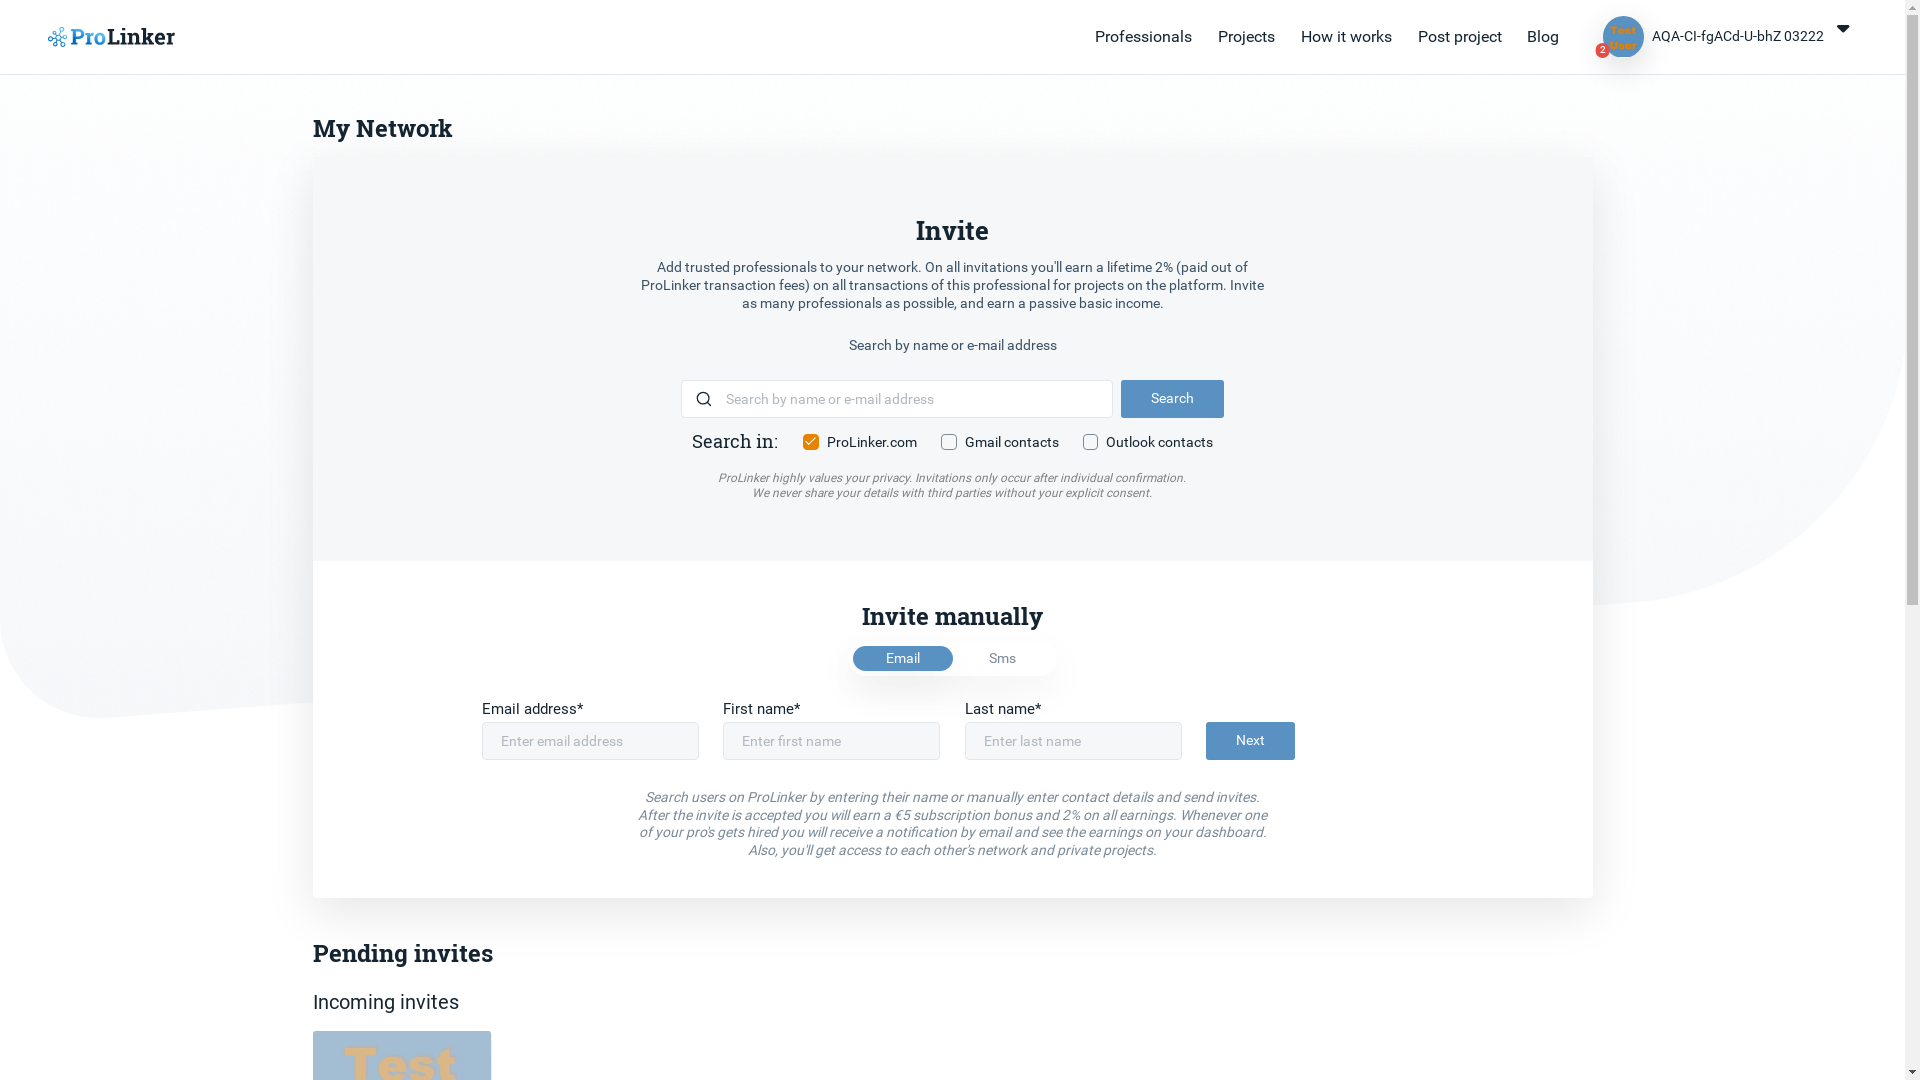 ProLinker
Professionals
Projects
How it works
Post project
Blog
Test
User
2
AQA-CI-fgACd-U-bhZ 03222
My Network
Invite
Add trusted professionals to your network. On all invitations you'll earn a lifetime 2% (paid out of
ProLinker transaction fees) on all transactions of this professional for projects on the platform. Invite
as many professionals as possible, and earn a passive basic income.
Search by name or e-mail address
Search by name or e-mail address
Search
Search in:
ProLinker.com
Gmail contacts
Outlook contacts
ProLinker highly values your privacy. Invitations only occur after individual confirmation.
We never share your details with third parties without your explicit consent.
Invite manually
Email
Sms
Email address*
First name*
Last name*
Enter email address
Enter first name
Enter last name
Next
Search users on ProLinker by entering their name or manually enter contact details and send invites.
After the invite is accepted you will earn a €5 subscription bonus and 2% on all earnings. Whenever one
of your pro's gets hired you will receive a notification by email and see the earnings on your dashboard.
Also, you'll get access to each other's network and private projects.
Pending invites
Incoming invites
Test